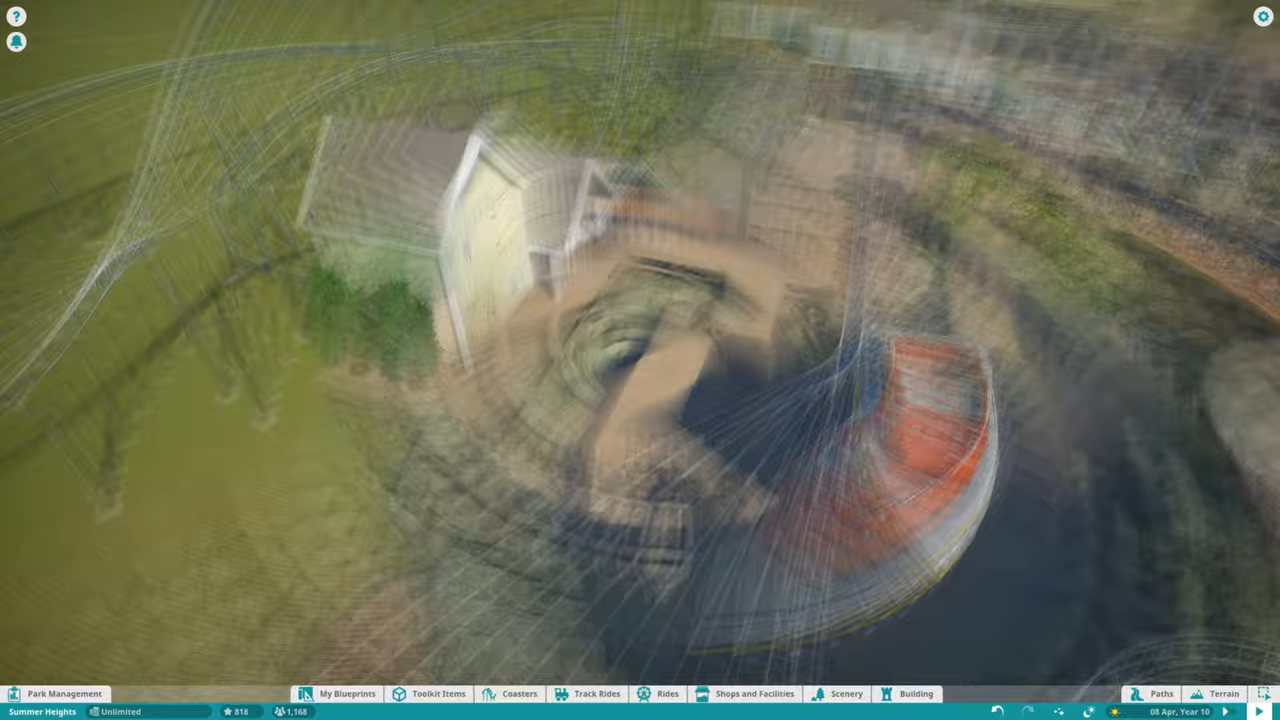 ?
Park Management
My Blueprints
Toolkit Items
Coasters
Track Rides
Rides
Shops and Facilities
Scenery
Building
Paths
Terrain
Summer Heights
Unlimited
818
1,168
08 Apr, Year 10